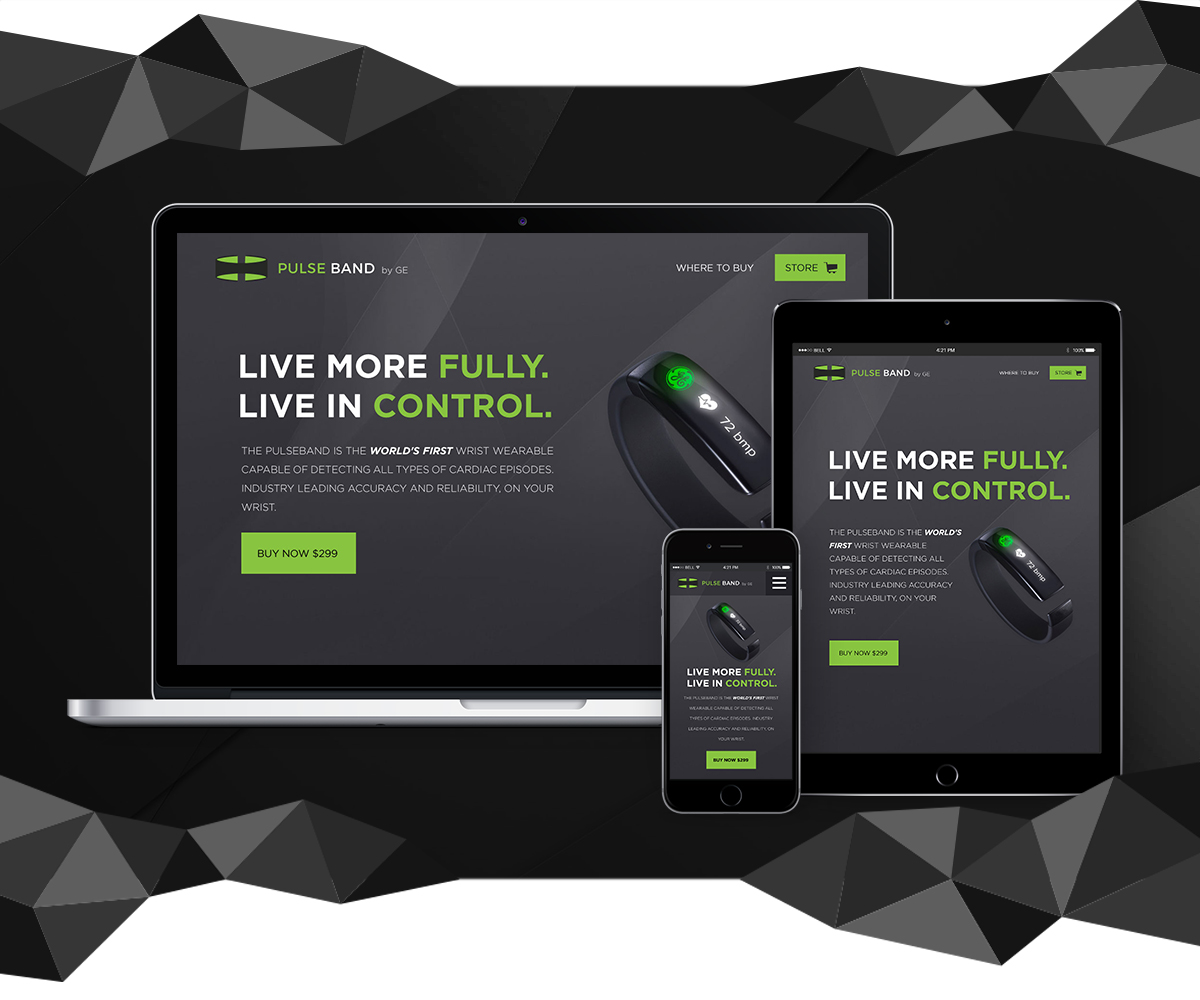 PULSE BAND by GE
WHERE TO BUY
STORE
LIVE MORE FULLY.
LIVE IN CONTROL.
THE PULSEBAND IS THE WORLD'S FIRST WRIST WEARABLE
CAPABLE OF DETECTING ALL TYPES OF CARDIAC EPISODES.
INDUSTRY LEADING ACCURACY AND RELIABILITY, ON YOUR
WRIST.
BUY NOW $299
72 bmp
BELL
4:21 PM
100%
PULSE BAND by GE
WHERE TO BUY
STORE
LIVE MORE FULLY.
LIVE IN CONTROL.
THE PULSEBAND IS THE WORLD'S
FIRST WRIST WEARABLE
CAPABLE OF DETECTING ALL
TYPES OF CARDIAC EPISODES.
INDUSTRY LEADING ACCURACY
AND RELIABILITY, ON YOUR
WRIST.
BUY NOW $299
72 bmp
BELL
4:21 PM
100%
PULSE BAND by GE
72 bmp
LIVE MORE FULLY.
LIVE IN CONTROL.
THE PULSEBAND IS THE WORLD'S FIRST WRIST
WEARABLE CAPABLE OF DETECTING ALL
TYPES OF CARDIAC EPISODES. INDUSTRY
LEADING ACCURACY AND RELIABILITY, ON
YOUR WRIST.
BUY NOW $299